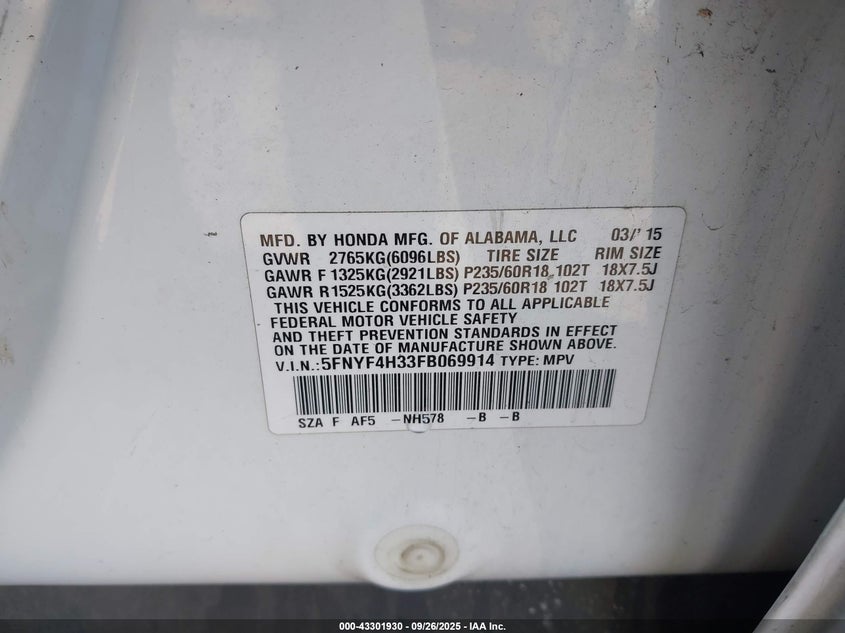 MFD. BY HONDA MFG. OF ALABAMA, LLC 03/'15
GVWR 2765KG(6096LBS) TIRE SIZE RIM SIZE
GAWR F 1325KG(2921LBS) P235/60R18 102T 18X7.5J
GAWR R1525KG(3362LBS) P235/60R18 102T 18X7.5J
THIS VEHICLE CONFORMS TO ALL APPLICABLE
FEDERAL MOTOR VEHICLE SAFETY
AND THEFT PREVENTION STANDARDS IN EFFECT
ON THE DATE OF MANUFACTURE SHOWN ABOVE.
V.I.N.:5FNYF4H33FB069914 TYPE: MPV
SZA F AF5 -NH578 -B -B
000-43301930 - 09/26/2025 - IAA Inc.